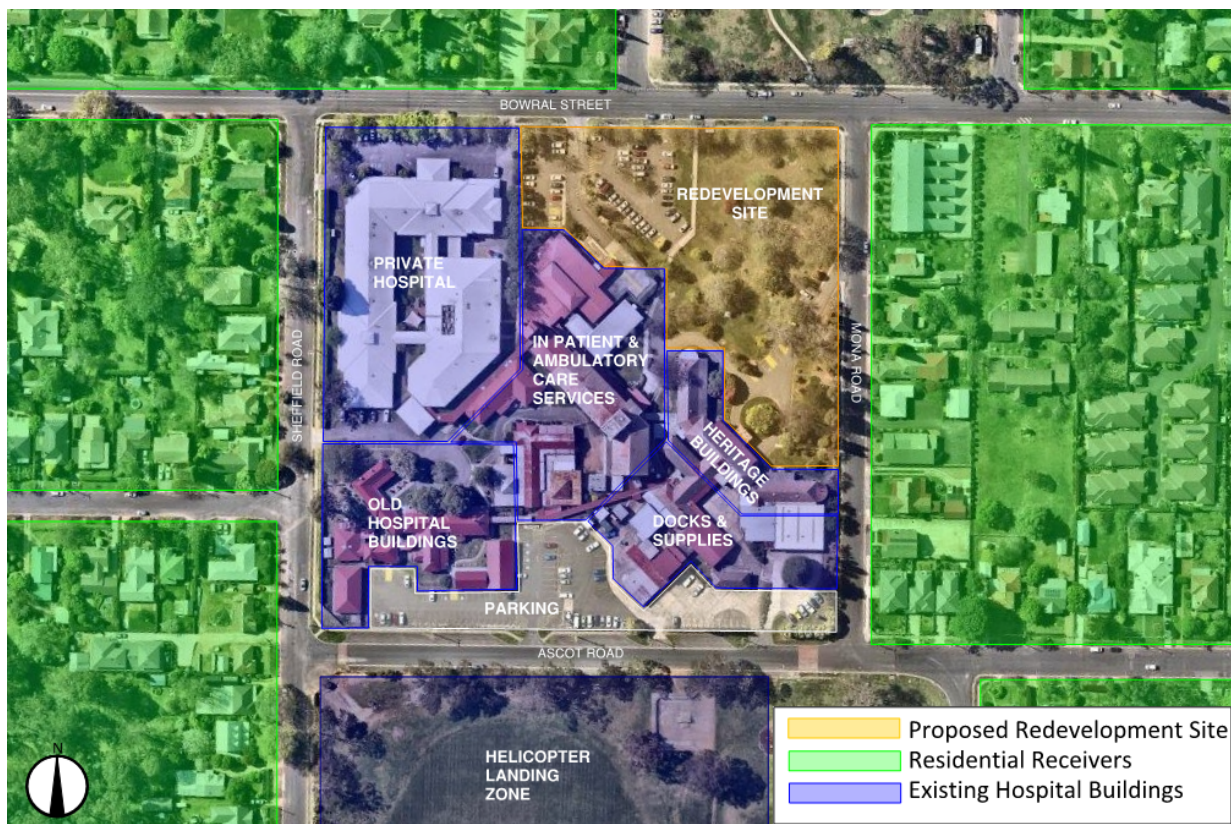 BOWRAL STREET
REDEVELOPMENT
SITE
PRIVATE
HOSPITAL
SHEFFIELD ROAD
IN PATIENT &
AMBULATORY
CARE
SERVICES
MONA ROAD
HERITAGE
BUILDINGS
OLD
HOSPITAL
BUILDINGS
DOCKS &
SUPPLIES
PARKING
ASCOT ROAD
HELICOPTER
LANDING
ZONE
N
Proposed Redevelopment Site
Residential Receivers
Existing Hospital Buildings